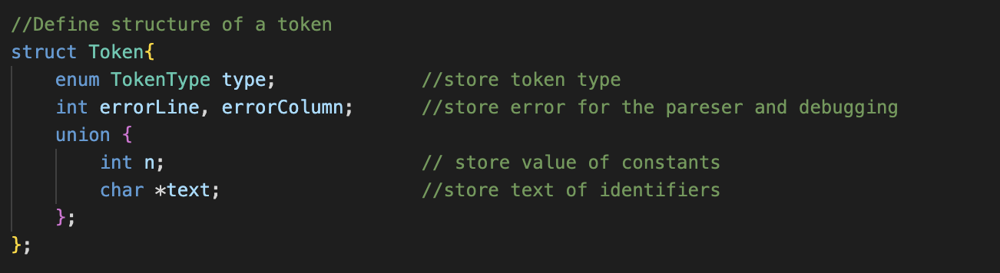 //Define structure of a token
struct Token{
enum TokenType type; //store token type
int errorLine, errorColumn; //store error for the pareser and debugging
union {
int n; // store value of constants
char *text; //store text of identifiers
};
};